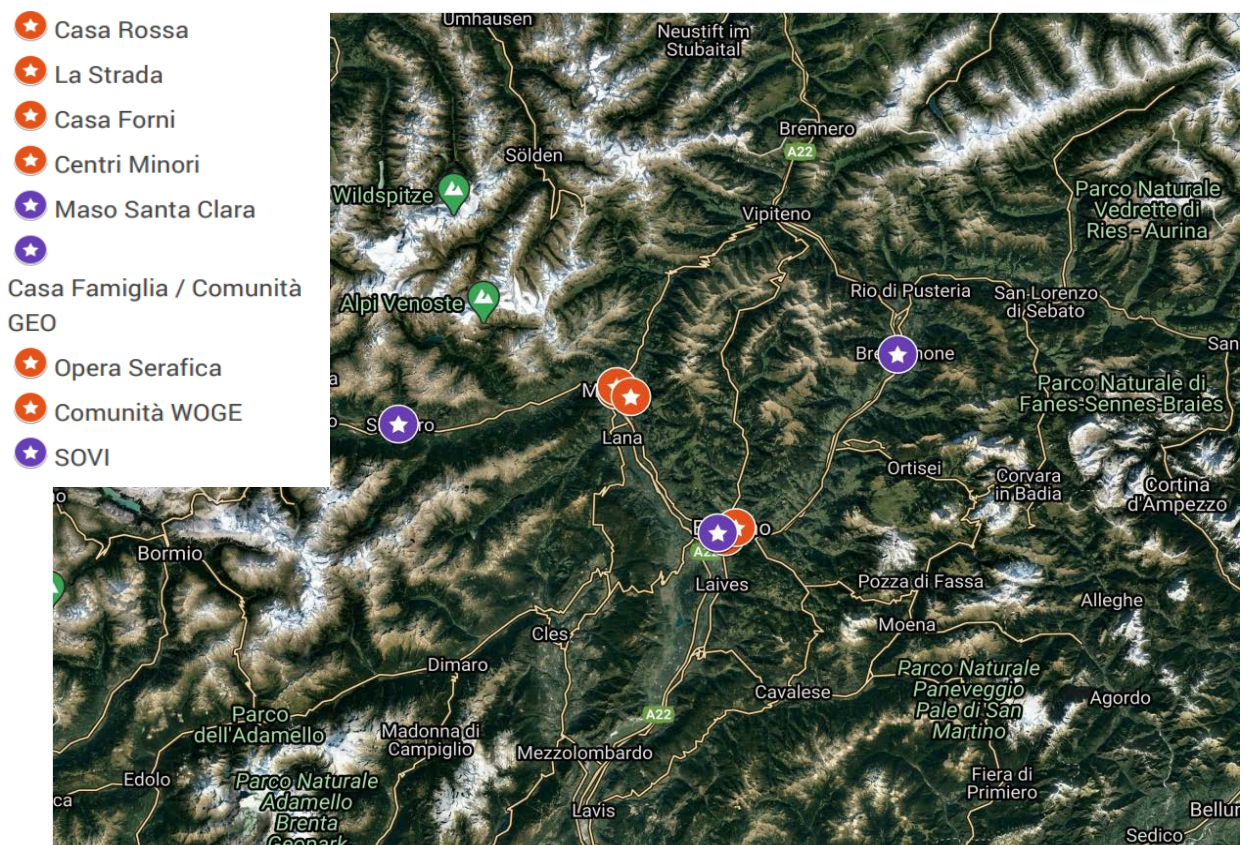 Casa Rossa
La Strada
Casa Forni
Centri Minori
Maso Santa Clara
Casa Famiglia / Comunità
GEO
Opera Serafica
Comunità WOGE
SOVI
Umhausen
Neustift im
Stubaital
Brennero
A22
Sölden
Wildspitze
Parco Naturale
Vedrette di
Ries - Aurina
Vipiteno
Alpi Venoste
Rio di Pusteria
San Lorenzo
di Sebato
San
Parco Naturale di
Fanes-Sennes-Braies
Lana
Ortisei
Corvara
in Badia
Cortina
d'Ampezzo
Bormio
Laives
Pozza di Fassa
Alleghe
Cles
Moena
Dimaro
Parco Naturale
Paneveggio
Pale di San
Martino
Cavalese
Agordo
Parco
dell'Adamello
A22
Madonna di
Campiglio
Mezzolombardo
Edolo
Parco Naturale
Adamello
Brenta
Geopark
Fiera di
Primiero
Lavis
Sedico